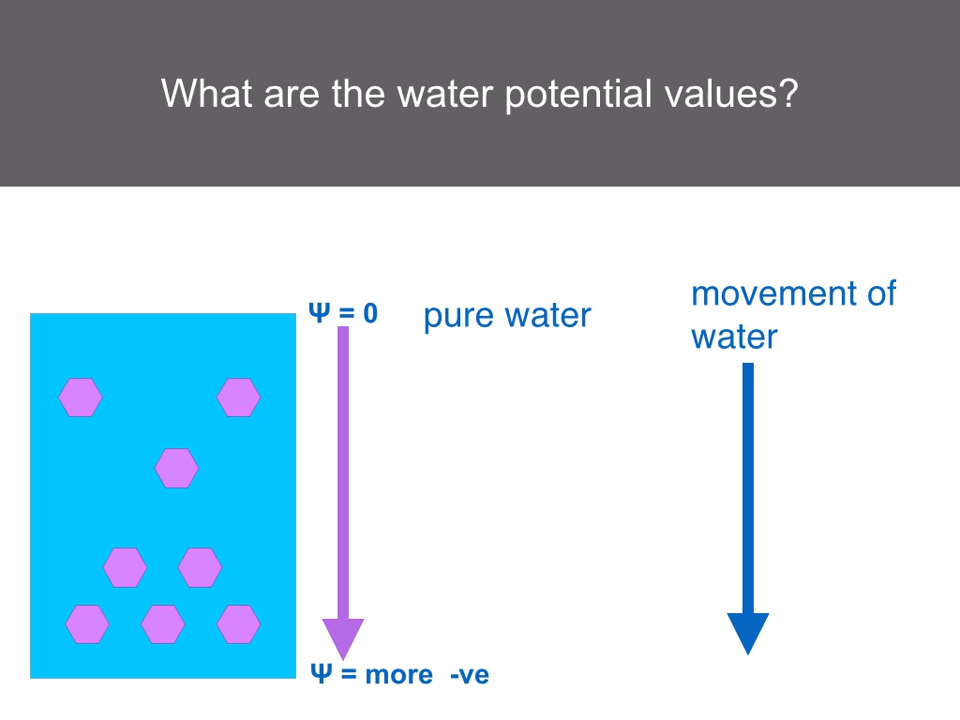 What are the water potential values?
Ψ = 0
pure water
movement of
water
Ψ = more -ve